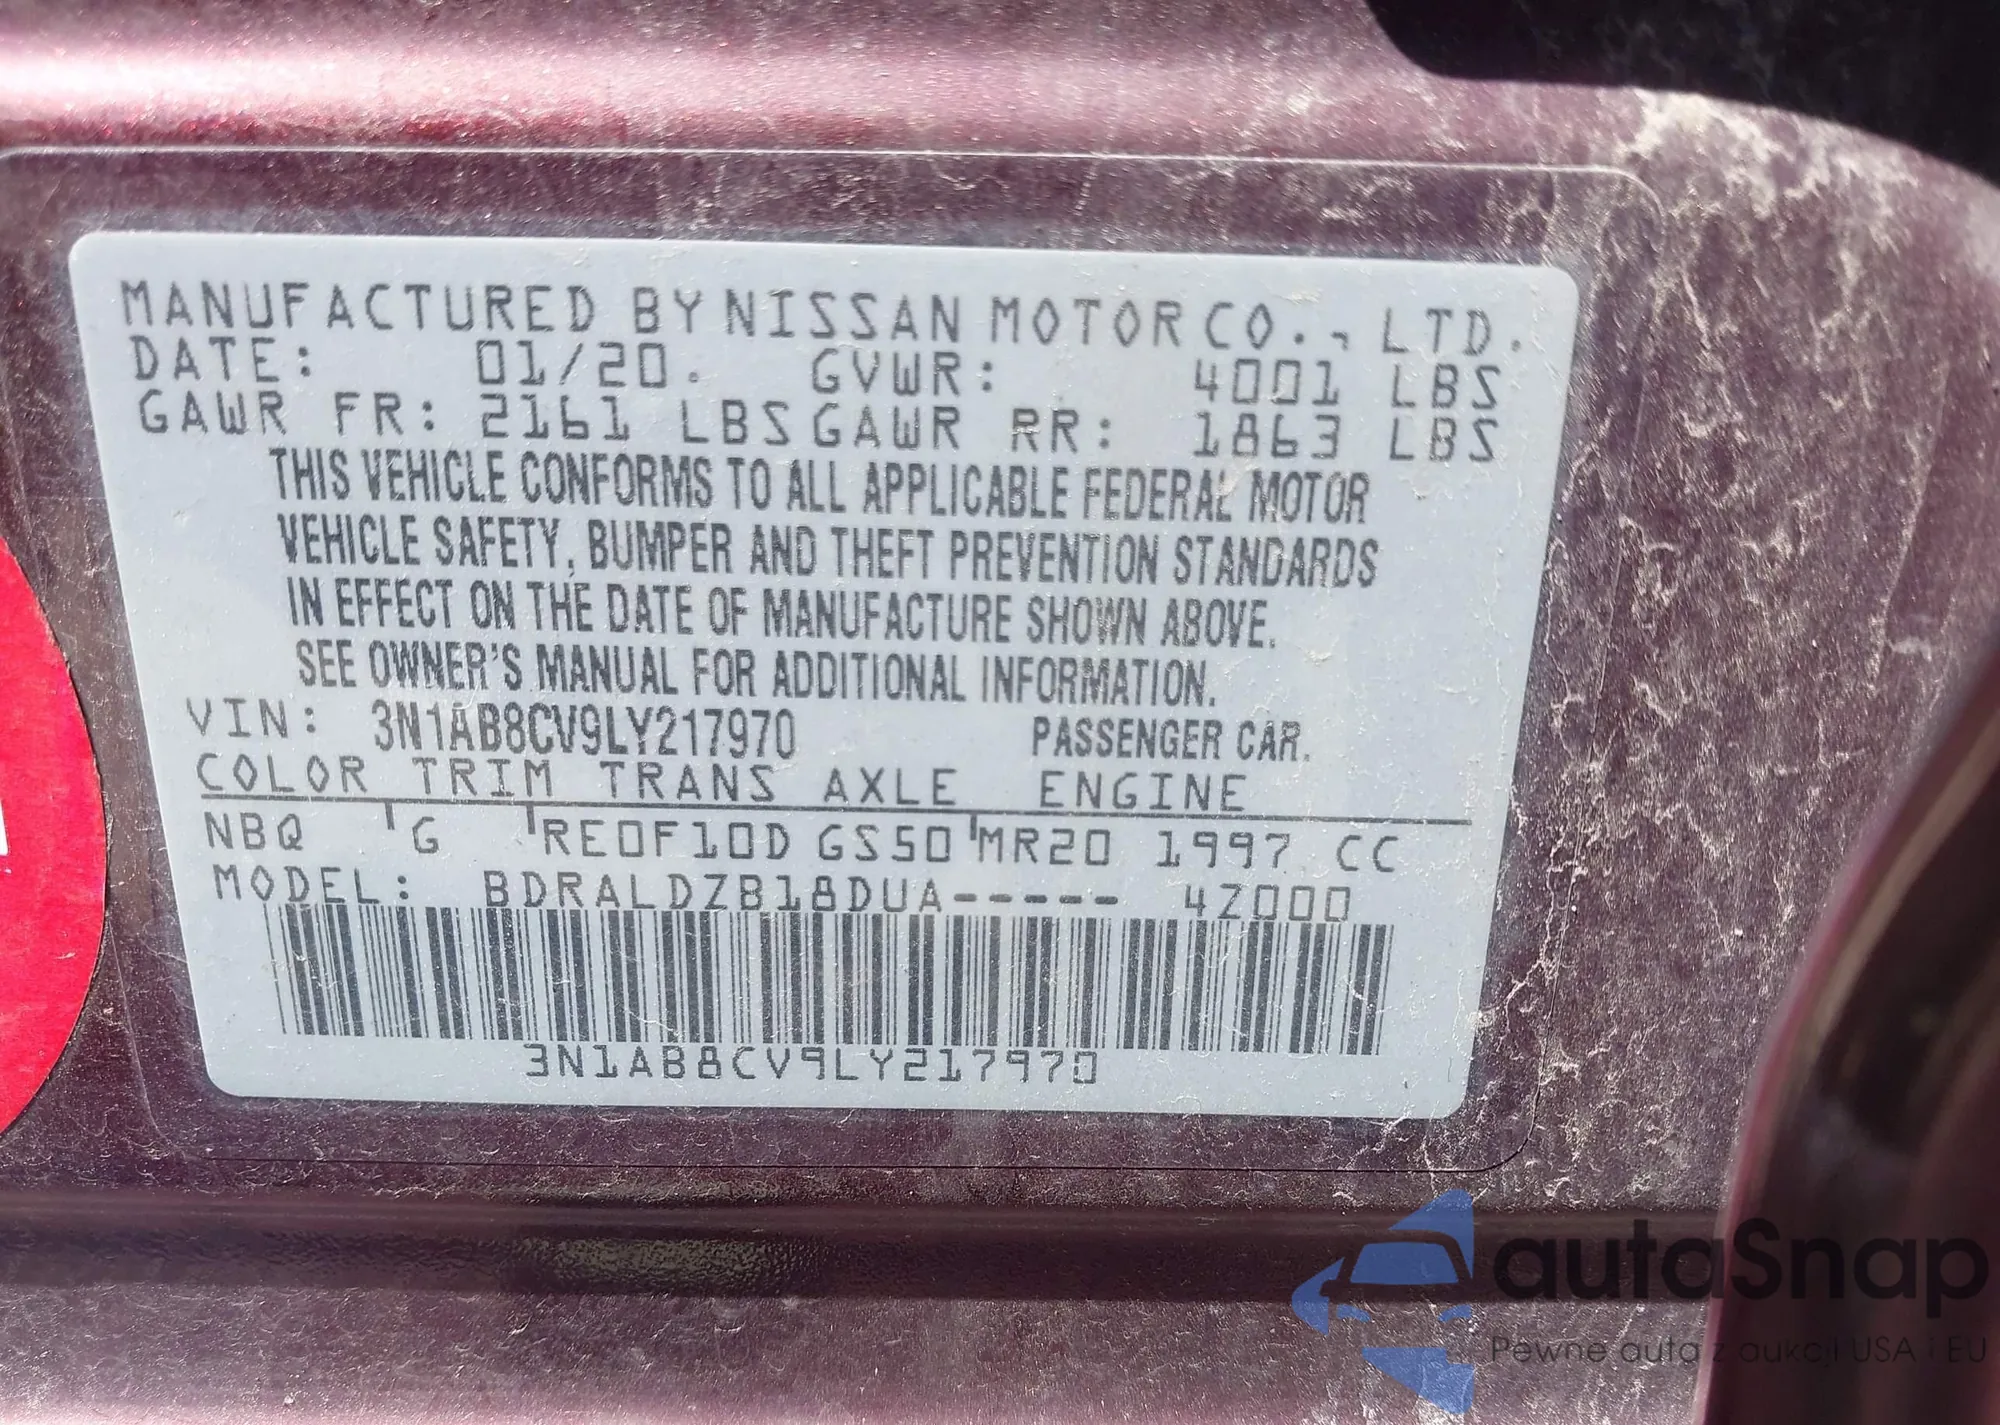 MANUFACTURED BY NISSAN MOTOR CO., LTD.
DATE: 01/20. GVWR: 4001 LBS
GAWR FR: 2161 LBS GAWR RR: 1863 LBS
THIS VEHICLE CONFORMS TO ALL APPLICABLE FEDERAL MOTOR
VEHICLE SAFETY, BUMPER AND THEFT PREVENTION STANDARDS
IN EFFECT ON THE DATE OF MANUFACTURE SHOWN ABOVE.
SEE OWNER'S MANUAL FOR ADDITIONAL INFORMATION.
VIN: 3N1AB8CV9LY217970 PASSENGER CAR.
COLOR TRIM TRANS AXLE ENGINE
NBQ G RE0F10D GS50 MR20 1997 CC
MODEL: BDRALDZB18DUA----- 4Z000
3N1AB8CV9LY217970
autoSnap
Pewne auta z aukcji USA i EU